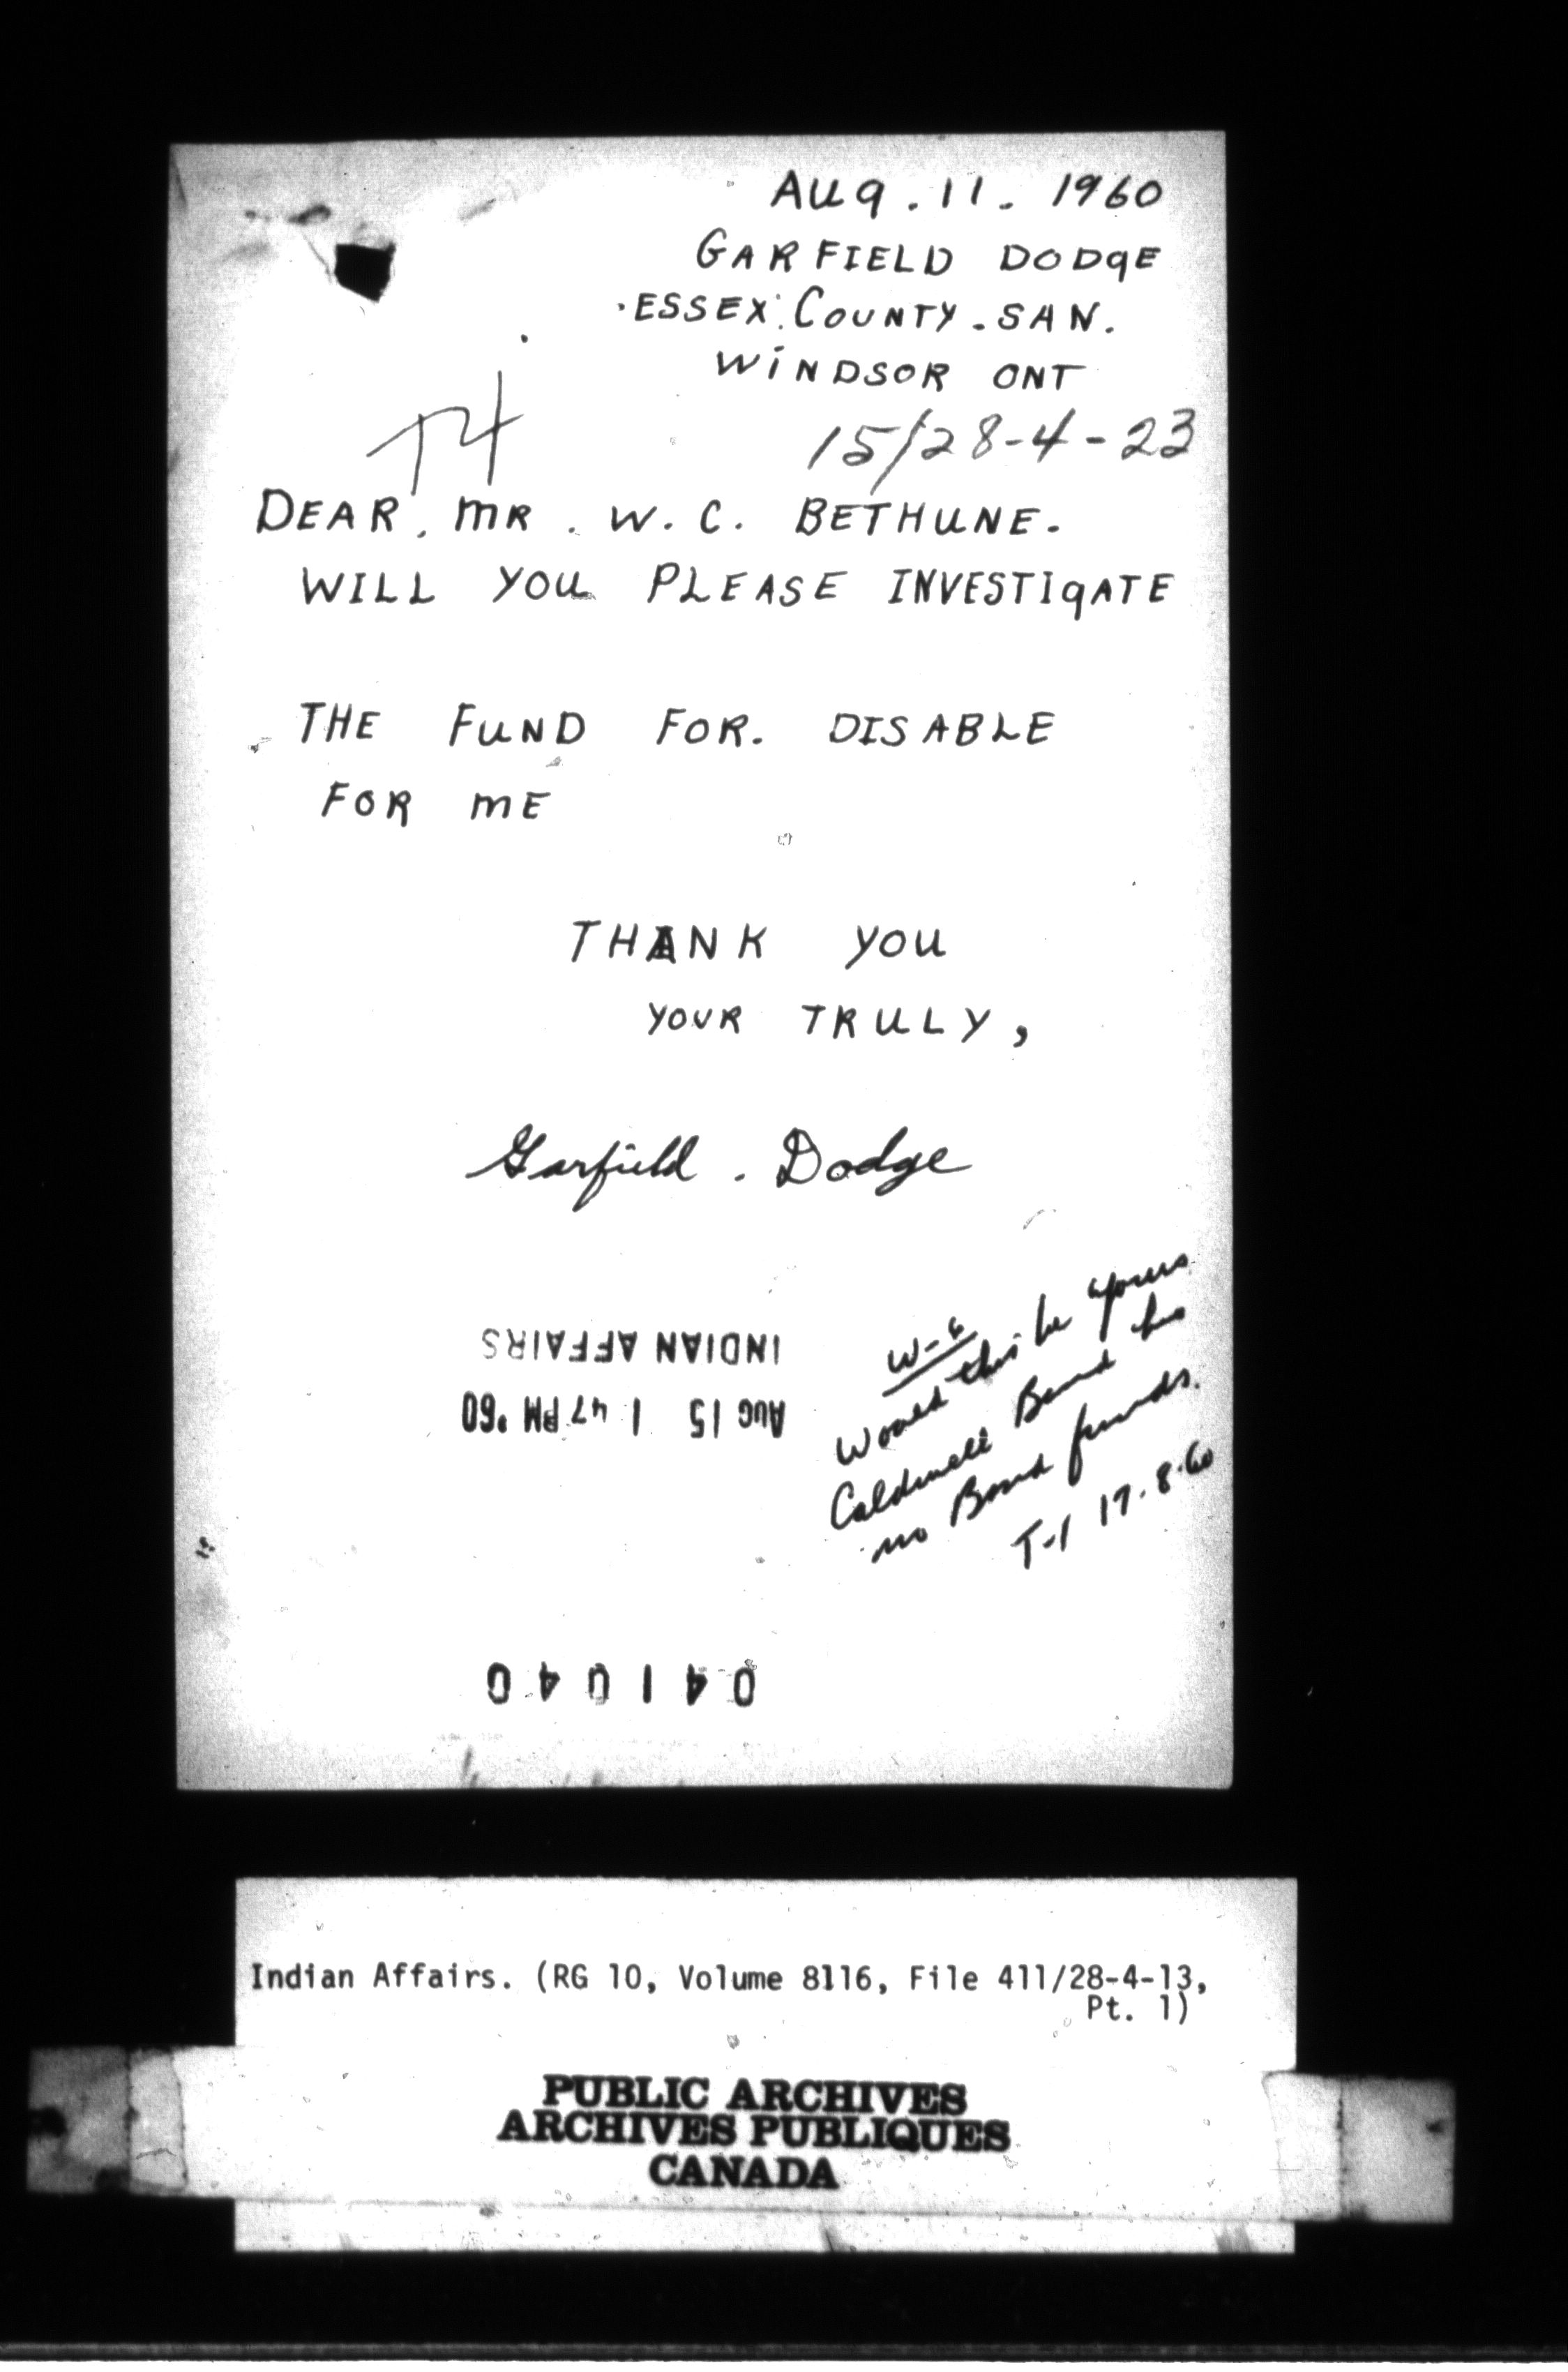 AUG. 11. 1960
GARFIELD DODGE
ESSEX COUNTY. SAN.
WINDSOR ONT
T4
15/28-4-23
DEAR. MR. W. C. BETHUNE.
WILL YOU PLEASE INVESTIGATE
THE FUND FOR. DISABLE
FOR ME
THANK YOU
YOUR TRULY,
Garfield. Dodge
W-6
Would this be yours
Caldwell Band has
no Band funds.
T-1 17.8.60
INDIAN AFFAIRS
AUG 15 1 47 PM '60
041040
Indian Affairs. (RG 10, Volume 8116, File 411/28-4-13,
Pt. 1)
PUBLIC ARCHIVES
ARCHIVES PUBLIQUES
CANADA